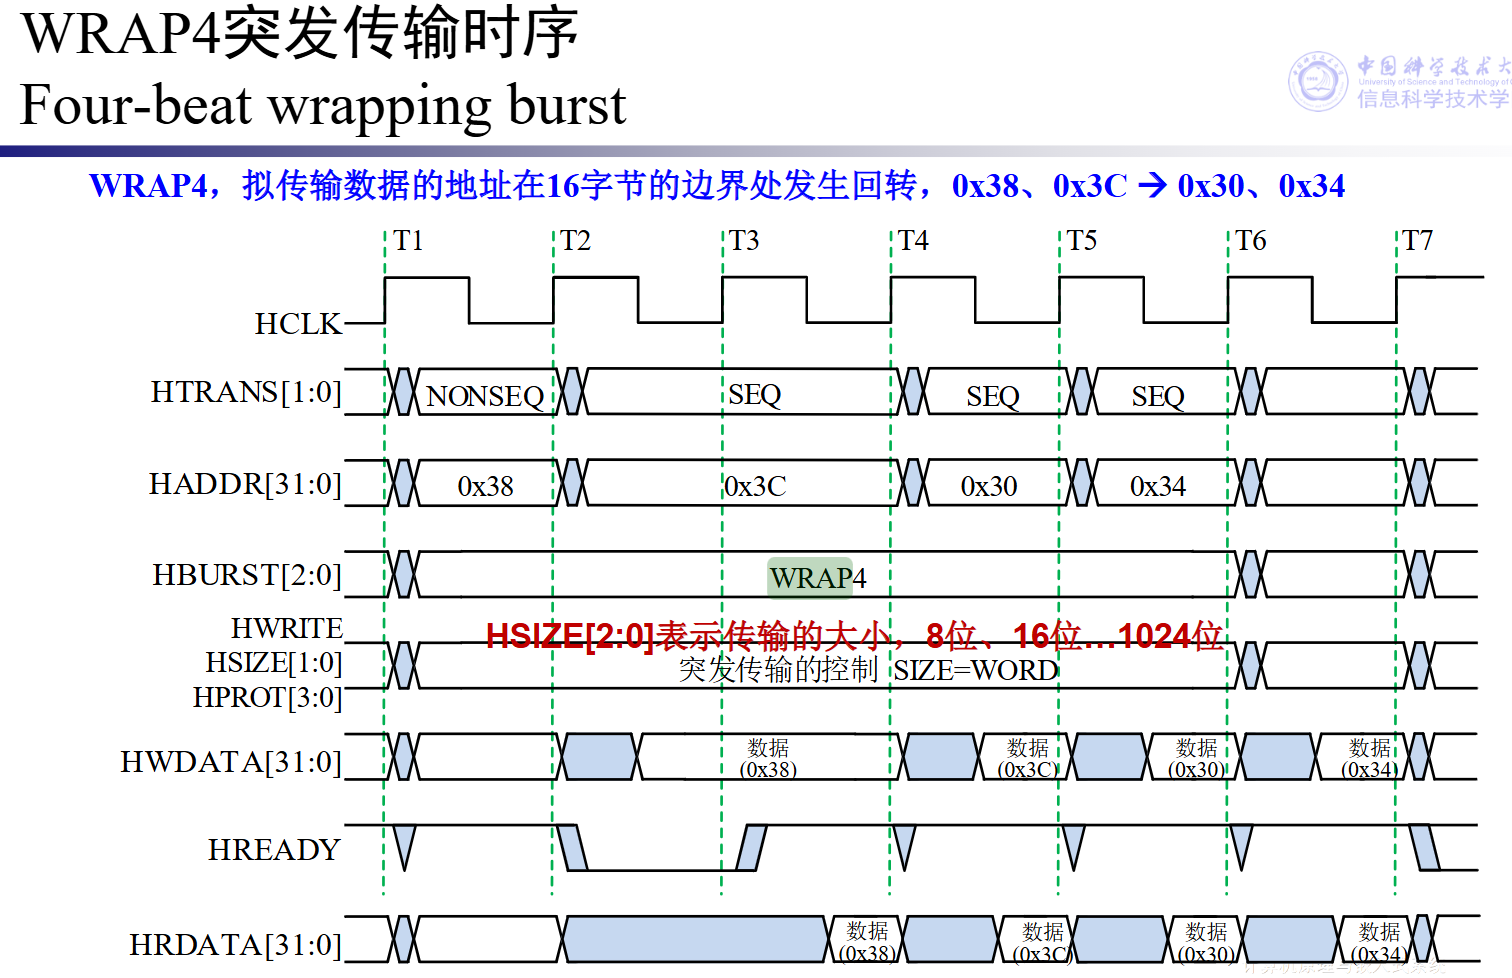 WRAP4突发传输时序
Four-beat wrapping burst
中国科学技术大
University of Science and Technology of
信息科学技术学
WRAP4，拟传输数据的地址在16字节的边界处发生回转，0x38、0x3C → 0x30、0x34
T1 T2 T3 T4 T5 T6 T7
HCLK
HTRANS[1:0] NONSEQ SEQ SEQ SEQ
HADDR[31:0] 0x38 0x3C 0x30 0x34
HBURST[2:0] WRAP4
HWRITE
HSIZE[2:0]表示传输的大小，8位、16位…1024位
HSIZE[1:0]
突发传输的控制 SIZE=WORD
HPROT[3:0]
HWDATA[31:0] 数据 数据 数据 数据
(0x38) (0x3C) (0x30) (0x34)
HREADY
HRDATA[31:0] 数据 数据 数据 数据
(0x38) (0x3C) (0x30) (0x34)